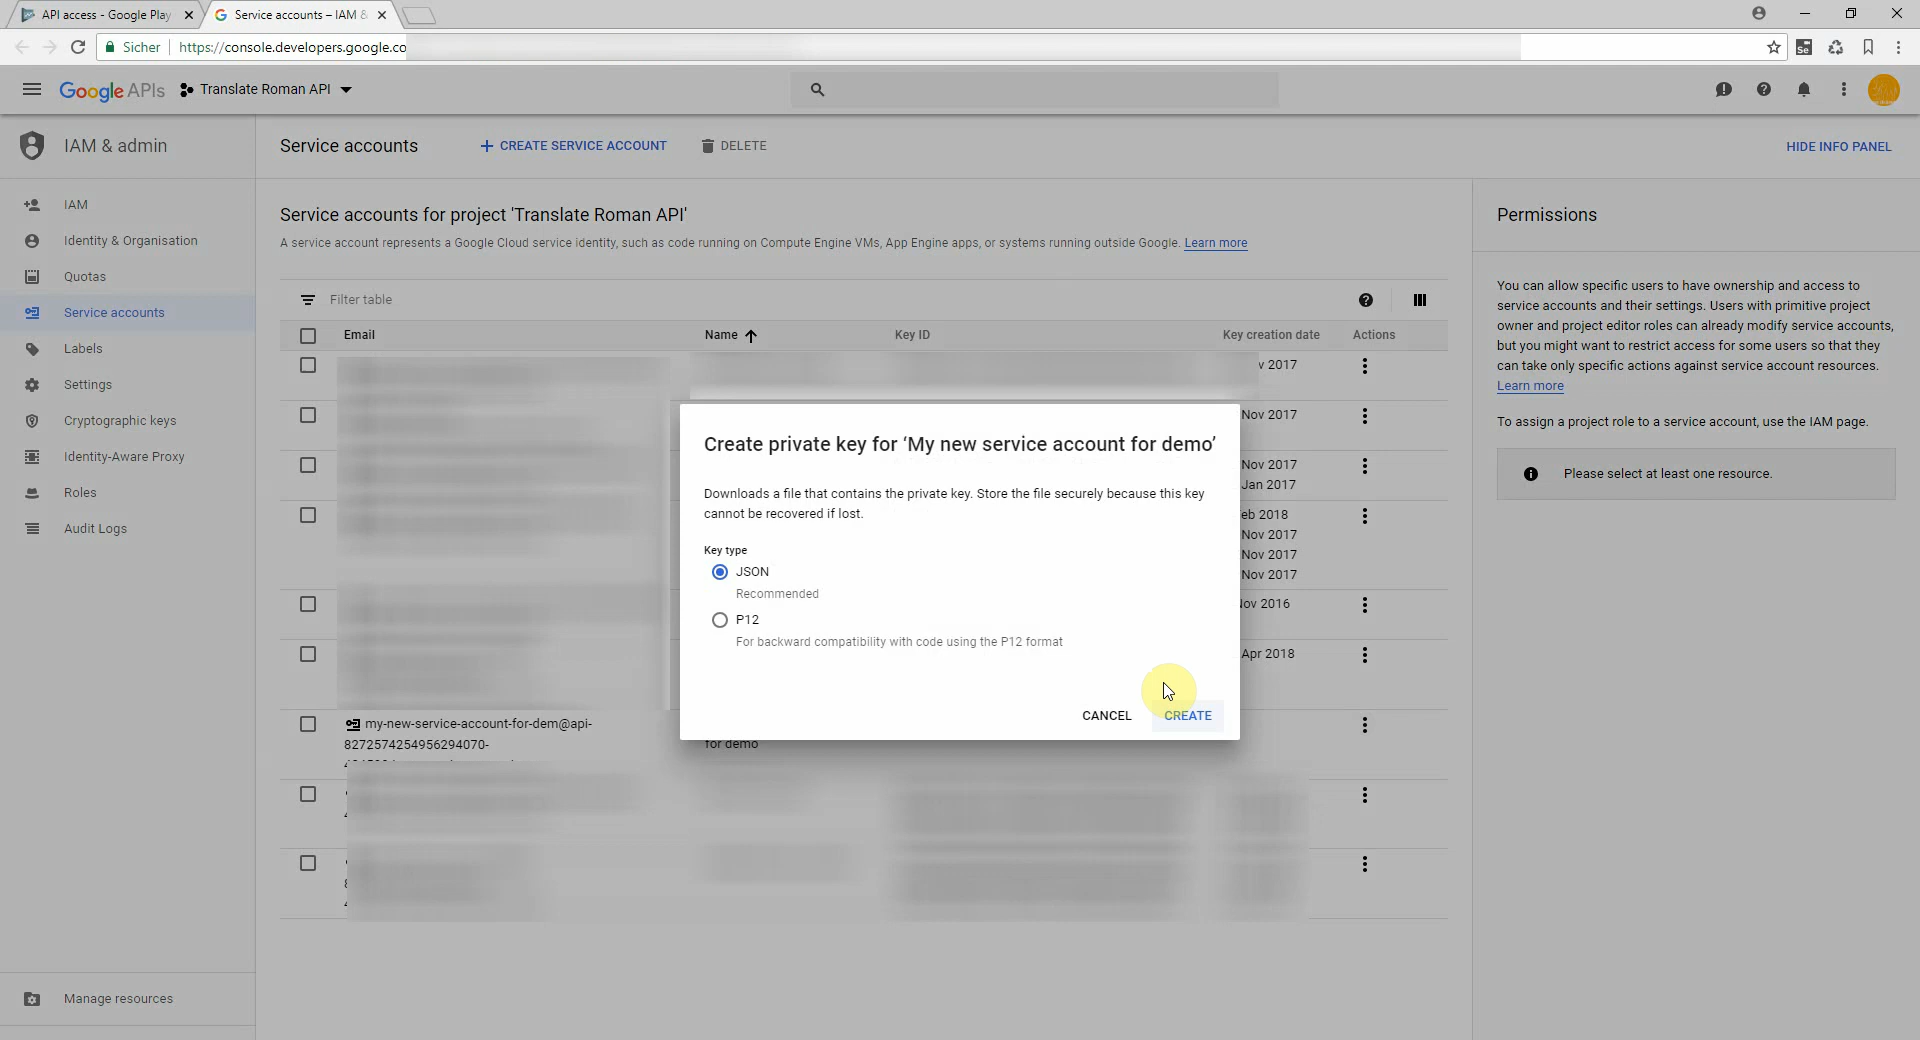 API access - Google Play
Service accounts – IAM &
Sicher
https://console.developers.google.co
Se
Google APIs
Translate Roman API
IAM & admin
Service accounts
CREATE SERVICE ACCOUNT
DELETE
HIDE INFO PANEL
IAM
Identity & Organisation
Quotas
Service accounts
Labels
Settings
Cryptographic keys
Identity-Aware Proxy
Roles
Audit Logs
Manage resources
Service accounts for project 'Translate Roman API'
A service account represents a Google Cloud service identity, such as code running on Compute Engine VMs, App Engine apps, or systems running outside Google. Learn more
Filter table
Email
Name
Key ID
Key creation date
Actions
v 2017
Nov 2017
Nov 2017
Jan 2017
eb 2018
Nov 2017
Nov 2017
Nov 2017
Nov 2016
Apr 2018
my-new-service-account-for-dem@api-
8272574254956294070-
for demo
Create private key for ‘My new service account for demo’
Downloads a file that contains the private key. Store the file securely because this key
cannot be recovered if lost.
Key type
JSON
Recommended
P12
For backward compatibility with code using the P12 format
CANCEL
CREATE
Permissions
You can allow specific users to have ownership and access to
service accounts and their settings. Users with primitive project
owner and project editor roles can already modify service accounts,
but you might want to restrict access for some users so that they
can take only specific actions against service account resources.
Learn more
To assign a project role to a service account, use the IAM page.
Please select at least one resource.